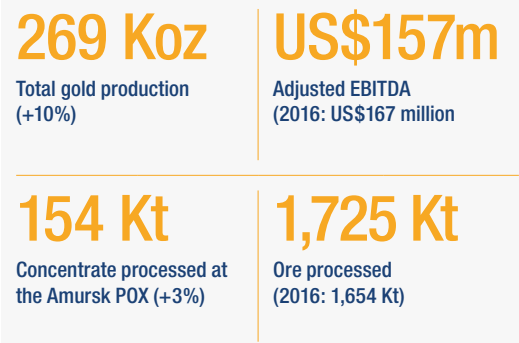 269 Koz
Total gold production
(+10%)
US$157m
Adjusted EBITDA
(2016: US$167 million
154 Kt
Concentrate processed at
the Amursk POX (+3%)
1,725 Kt
Ore processed
(2016: 1,654 Kt)